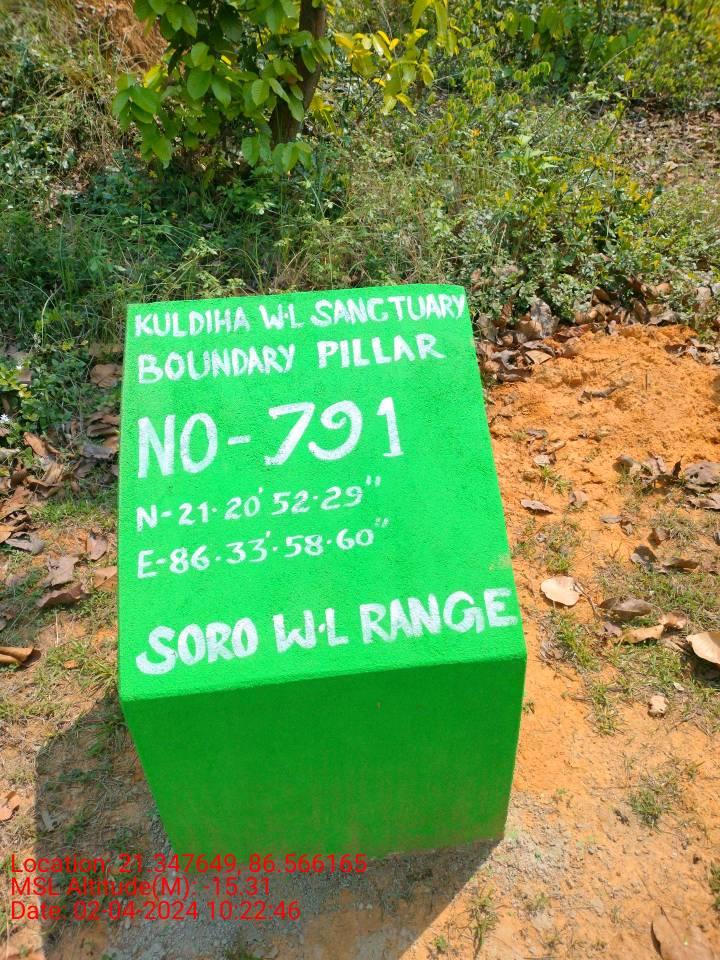 KULDIHA W·L SANCTUARY
BOUNDARY PILLAR
NO-791
N-21·20' 52·29"
E-86·33'·58·60"
SORO W·L RANGE
Location: 21.347649, 86.566165
MSL Altitude(M): -15.31
Date: 02-04-2024 10:22:46